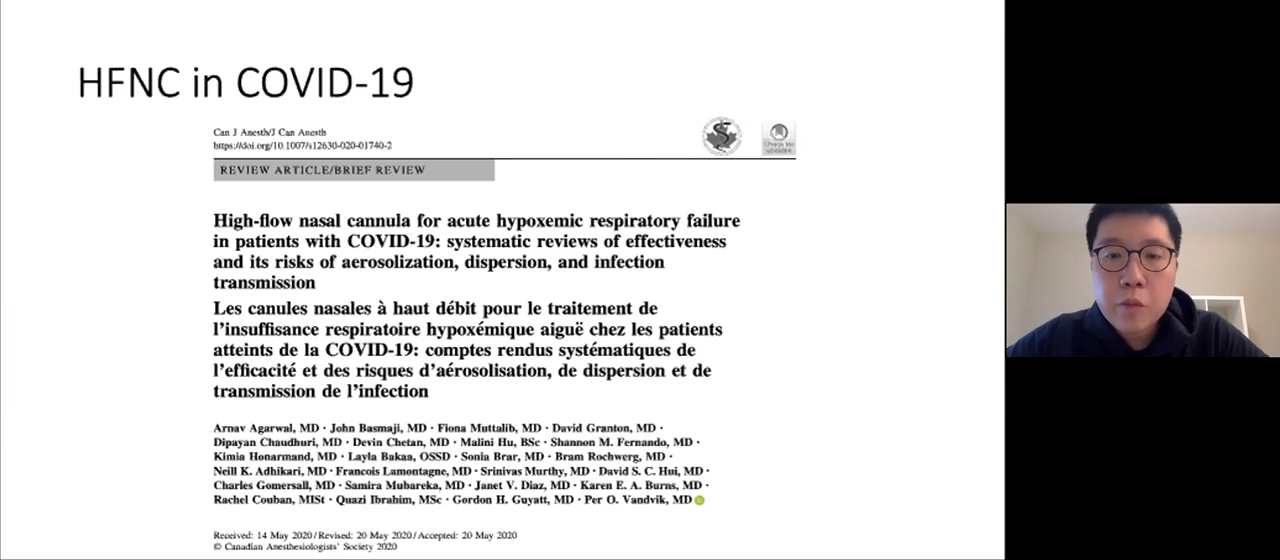 HFNC in COVID-19
Can J Anesth/J Can Anesth
https://doi.org/10.1007/s12630-020-01740-2
Check for
updates
REVIEW ARTICLE/BRIEF REVIEW
High-flow nasal cannula for acute hypoxemic respiratory failure
in patients with COVID-19: systematic reviews of effectiveness
and its risks of aerosolization, dispersion, and infection
transmission
Les canules nasales à haut débit pour le traitement de
l'insuffisance respiratoire hypoxémique aiguë chez les patients
atteints de la COVID-19: comptes rendus systématiques de
l'efficacité et des risques d'aérosolisation, de dispersion et de
transmission de l'infection
Arnav Agarwal, MD · John Basmaji, MD · Fiona Muttalib, MD · David Granton, MD ·
Dipayan Chaudhuri, MD · Devin Chetan, MD · Malini Hu, BSc · Shannon M. Fernando, MD ·
Kimia Honarmand, MD · Layla Bakaa, OSSD · Sonia Brar, MD · Bram Rochwerg, MD ·
Neill K. Adhikari, MD · Francois Lamontagne, MD · Srinivas Murthy, MD · David S. C. Hui, MD ·
Charles Gomersall, MD · Samira Mubareka, MD · Janet V. Diaz, MD · Karen E. A. Burns, MD ·
Rachel Couban, MISt · Quazi Ibrahim, MSc · Gordon H. Guyatt, MD · Per O. Vandvik, MD
Received: 14 May 2020/Revised: 20 May 2020/Accepted: 20 May 2020
© Canadian Anesthesiologists' Society 2020